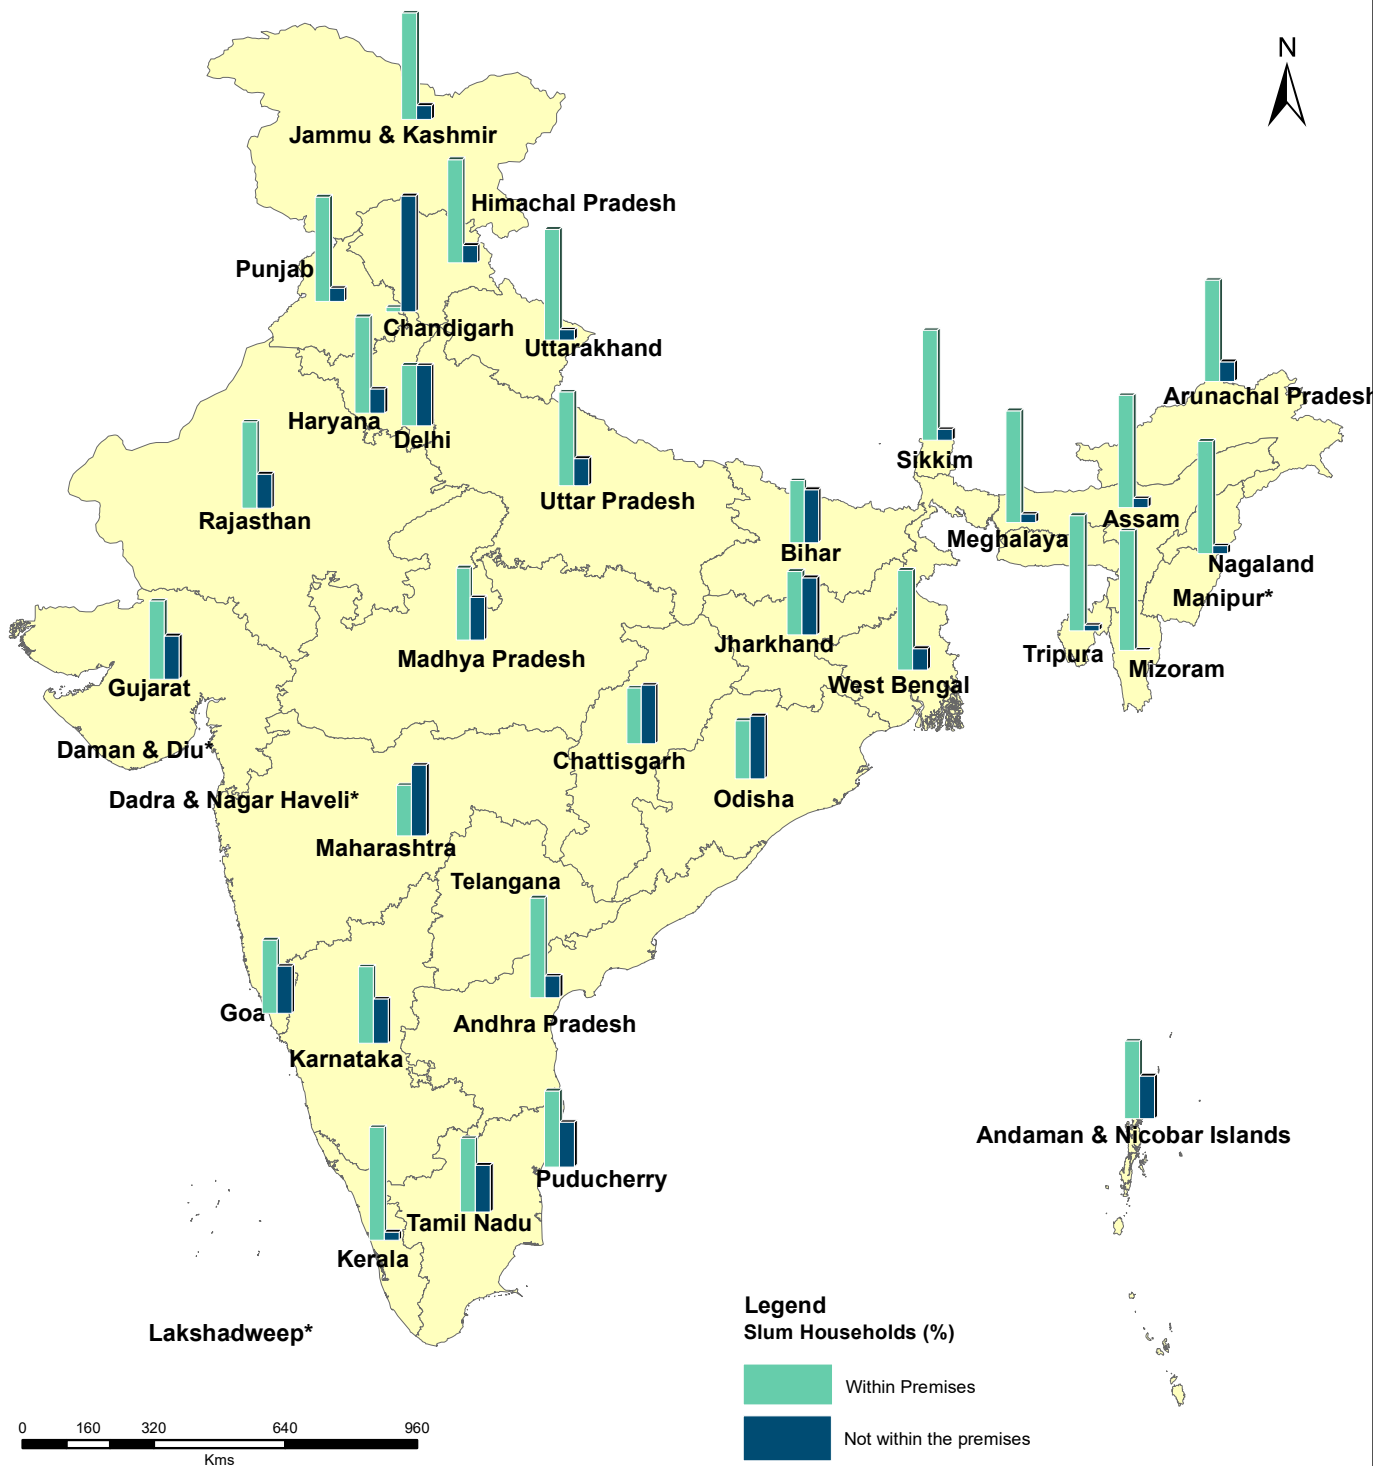 N
Jammu & Kashmir
Himachal Pradesh
Punjab
Chandigarh
Uttarakhand
Arunachal Pradesh
Haryana
Delhi
Sikkim
Uttar Pradesh
Rajasthan
Assam
Meghalaya
Bihar
Nagaland
Manipur*
Jharkhand
Tripura
Madhya Pradesh
Mizoram
West Bengal
Gujarat
Daman & Diu*
Chattisgarh
Dadra & Nagar Haveli*
Odisha
Maharashtra
Telangana
Goa
Andhra Pradesh
Karnataka
Andaman & Nicobar Islands
Puducherry
Tamil Nadu
Kerala
Lakshadweep*
Legend
Slum Households (%)
Within Premises
Not within the premises
0 160 320 640 960
Kms